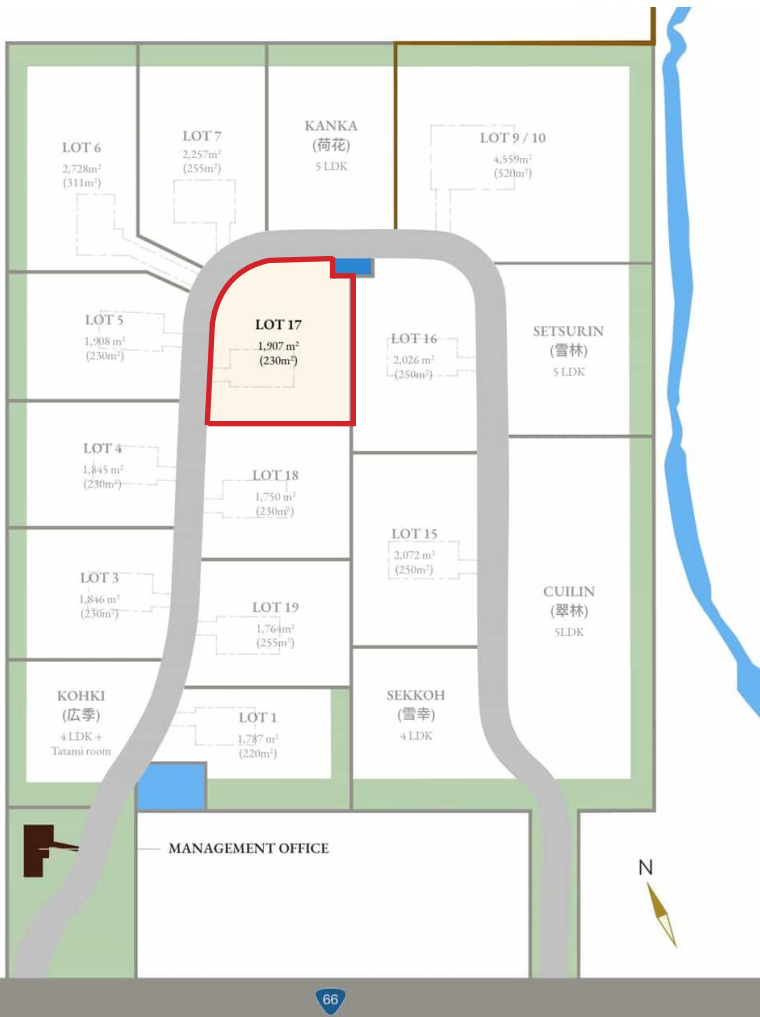 LOT 6
2,728m²
(311m²)
LOT 7
2,257m²
(255m²)
KANKA
(荷花)
5 LDK
LOT 9 / 10
4,559m²
(520m²)
LOT 5
1,908 m²
(230m²)
LOT 17
1,907 m²
(230m²)
LOT 16
2,026 m²
(250m²)
SETSURIN
(雪林)
5 LDK
LOT 4
1,845 m²
(230m²)
LOT 18
1,750 m²
(230m²)
LOT 15
2,072 m²
(250m²)
LOT 3
1,846 m²
(230m²)
LOT 19
1,764m²
(255m²)
CUILIN
(翠林)
5LDK
KOHKI
(広季)
4 LDK +
Tatami room
LOT 1
1,787 m²
(220m²)
SEKKOH
(雪幸)
4 LDK
MANAGEMENT OFFICE
N
66